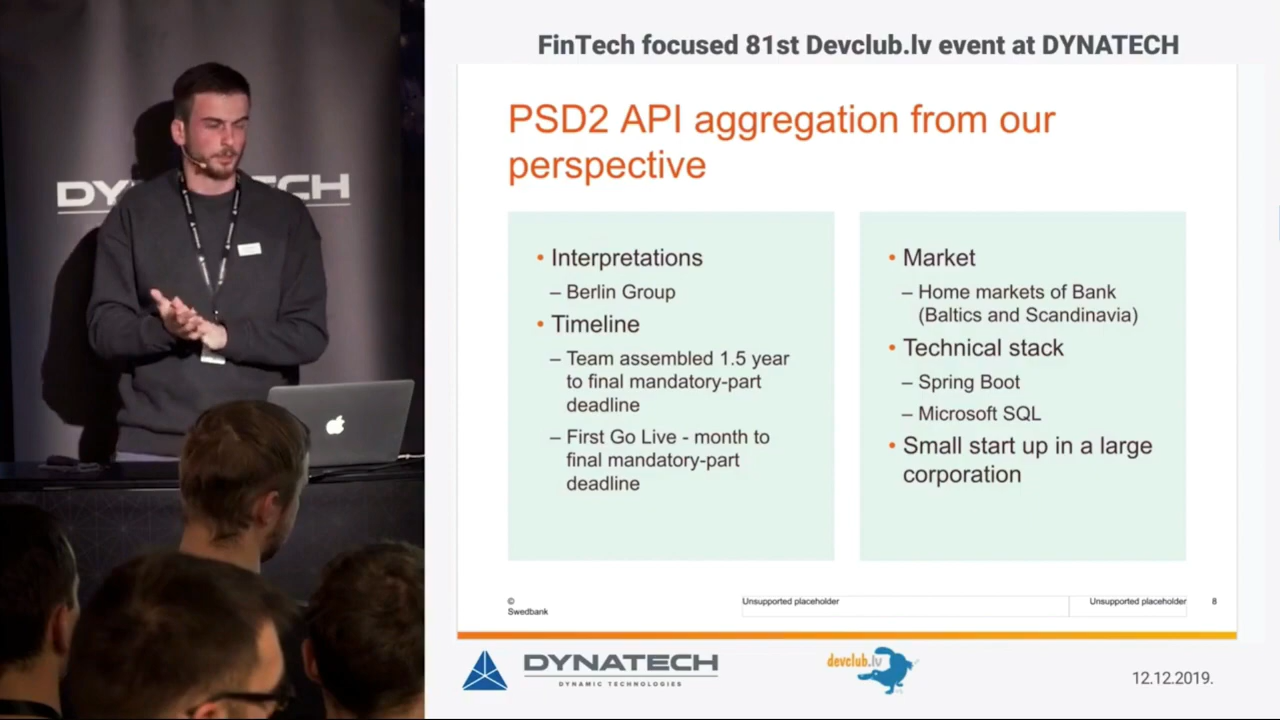 FinTech focused 81st Devclub.lv event at DYNATECH
PSD2 API aggregation from our
perspective
• Interpretations
– Berlin Group
• Timeline
– Team assembled 1.5 year
to final mandatory-part
deadline
– First Go Live - month to
final mandatory-part
deadline
• Market
– Home markets of Bank
(Baltics and Scandinavia)
• Technical stack
– Spring Boot
– Microsoft SQL
• Small start up in a large
corporation
©
Swedbank
Unsupported placeholder
Unsupported placeholder
8
DYNATECH
DYNAMIC TECHNOLOGIES
devclub.lv
12.12.2019.